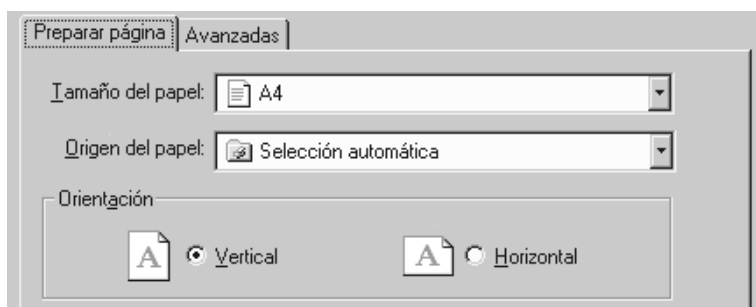 Preparar página Avanzadas
Tamaño del papel: A4
Origen del papel: Selección automática
Orientación
A Vertical A Horizontal